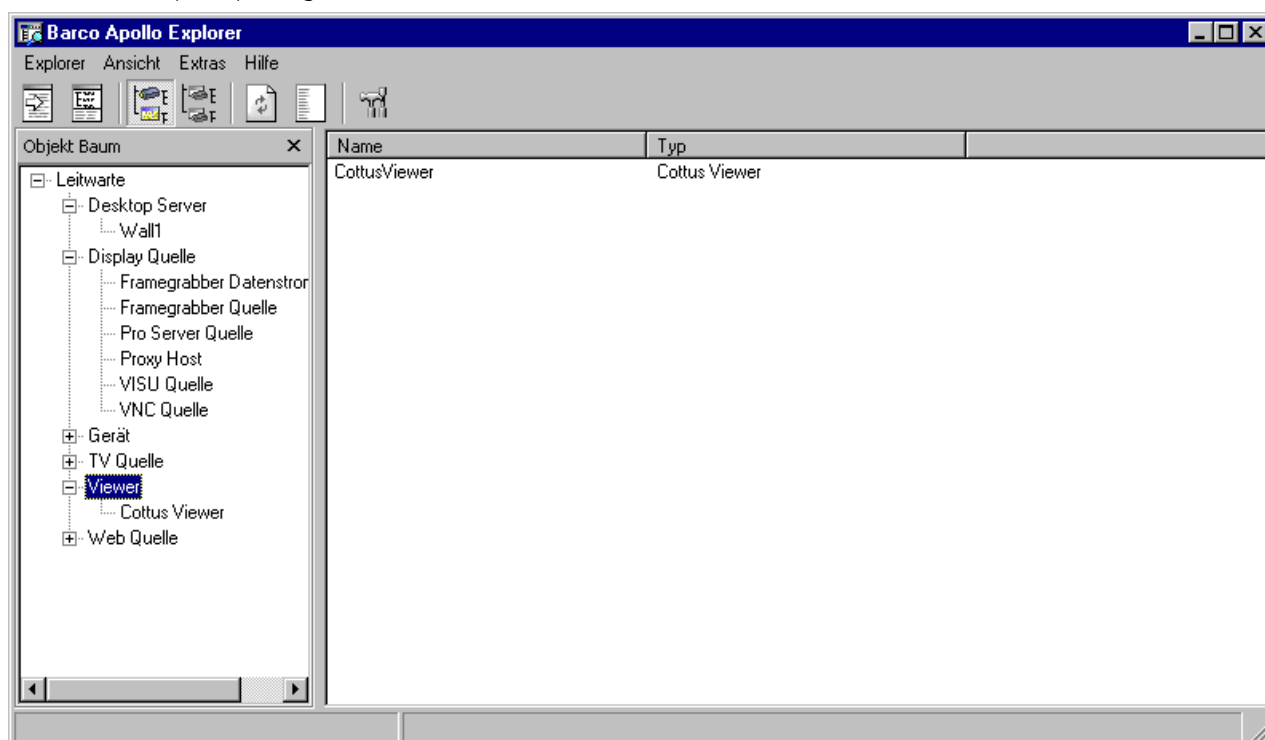 Barco Apollo Explorer
Explorer Ansicht Extras Hilfe
Objekt Baum
Name Typ
CottusViewer Cottus Viewer
Leitwarte
Desktop Server
Wall1
Display Quelle
Framegrabber Datenstror
Framegrabber Quelle
Pro Server Quelle
Proxy Host
VISU Quelle
VNC Quelle
Gerät
TV Quelle
Viewer
Cottus Viewer
Web Quelle